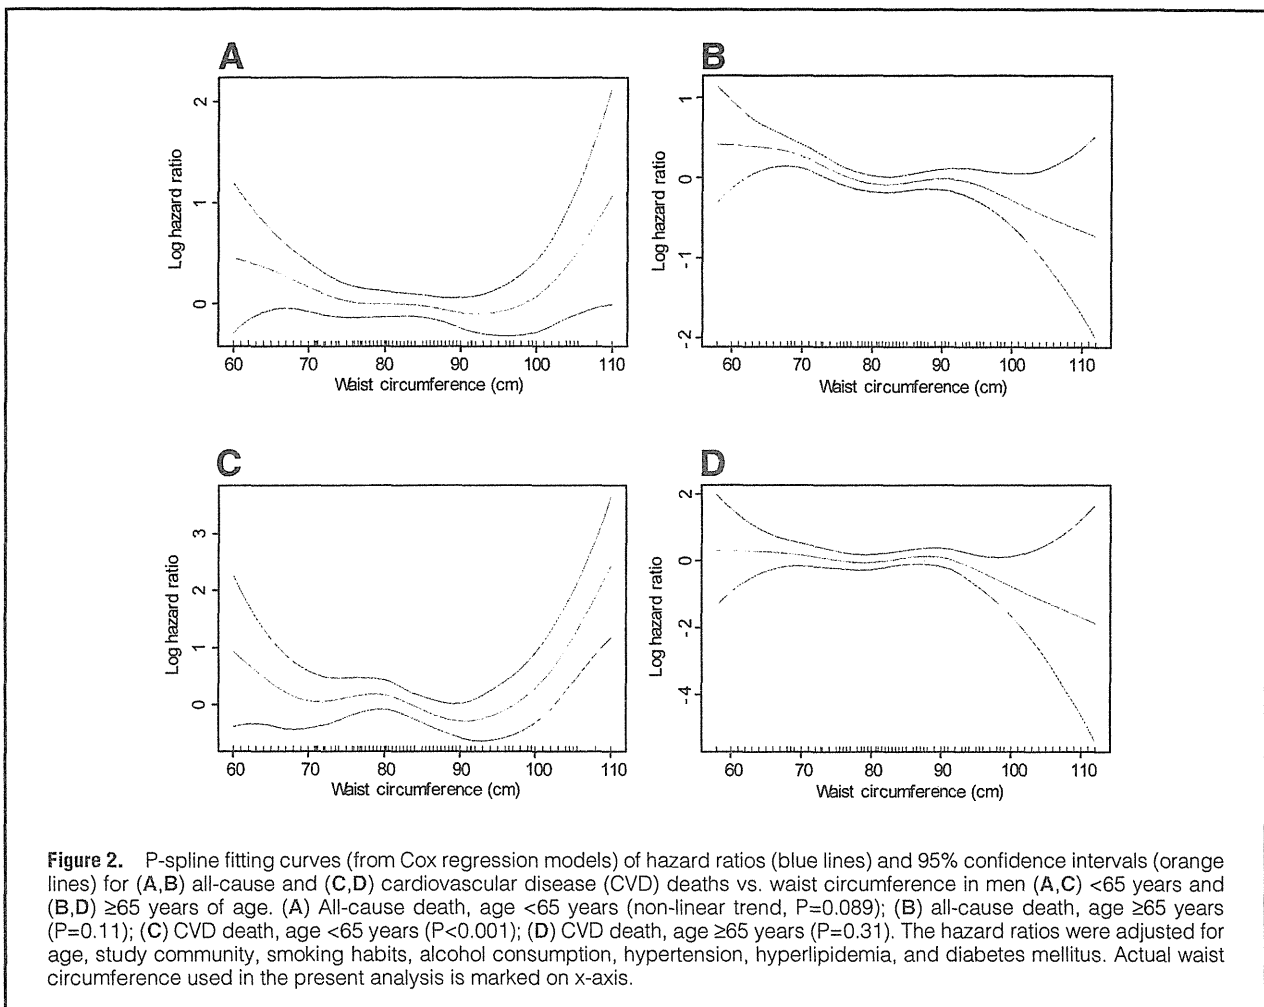 A
2
1
0
Log hazard ratio
60 70 80 90 100 110
Waist circumference (cm)
B
1
0
-1
-2
Log hazard ratio
60 70 80 90 100 110
Waist circumference (cm)
C
3
2
1
0
Log hazard ratio
60 70 80 90 100 110
Waist circumference (cm)
D
2
0
-2
-4
Log hazard ratio
60 70 80 90 100 110
Waist circumference (cm)
Figure 2. P-spline fitting curves (from Cox regression models) of hazard ratios (blue lines) and 95% confidence intervals (orange
lines) for (A,B) all-cause and (C,D) cardiovascular disease (CVD) deaths vs. waist circumference in men (A,C) <65 years and
(B,D) ≥65 years of age. (A) All-cause death, age <65 years (non-linear trend, P=0.089); (B) all-cause death, age ≥65 years
(P=0.11); (C) CVD death, age <65 years (P<0.001); (D) CVD death, age ≥65 years (P=0.31). The hazard ratios were adjusted for
age, study community, smoking habits, alcohol consumption, hypertension, hyperlipidemia, and diabetes mellitus. Actual waist
circumference used in the present analysis is marked on x-axis.